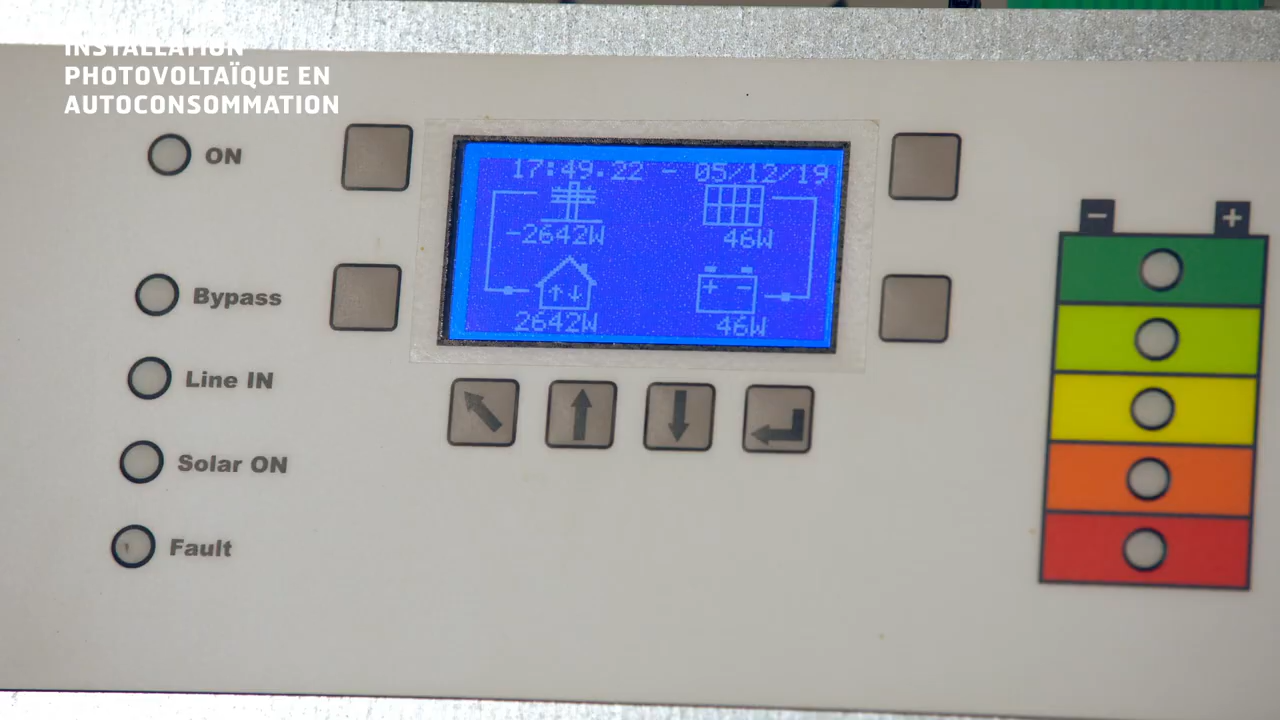 INSTALLATION
PHOTOVOLTAÏQUE EN
AUTOCONSOMMATION
ON
17:49.22 - 05/12/19
-2642W
46W
+ -
2642W
46W
Bypass
Line IN
Solar ON
Fault
- +